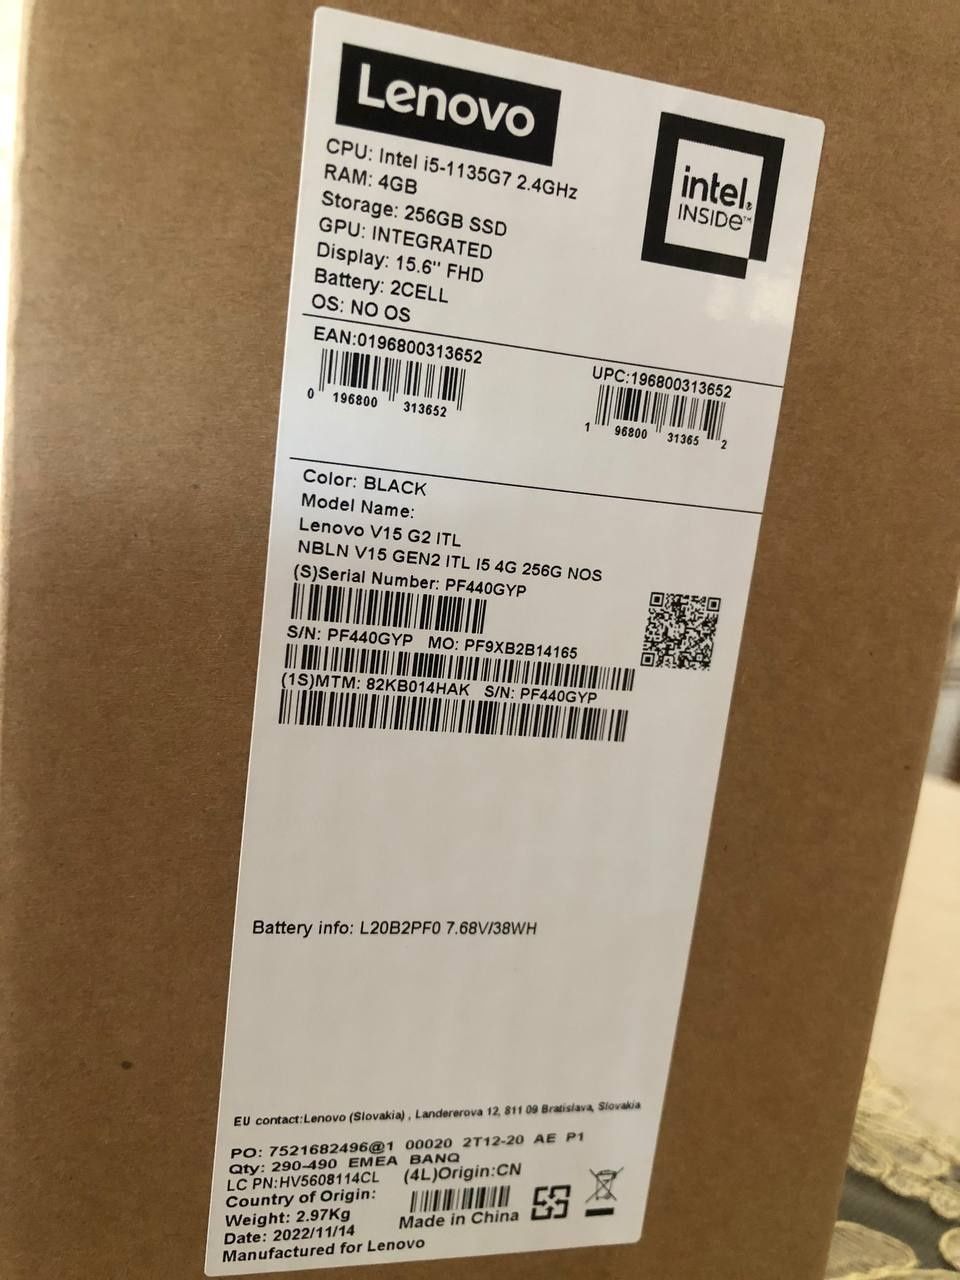 Lenovo
intel.
INSIDe™
CPU: Intel i5-1135G7 2.4GHz
RAM: 4GB
Storage: 256GB SSD
GPU: INTEGRATED
Display: 15.6" FHD
Battery: 2CELL
OS: NO OS
EAN:0196800313652
UPC:196800313652
0 196800 313652
1 96800 31365 2
Color: BLACK
Model Name:
Lenovo V15 G2 ITL
NBLN V15 GEN2 ITL I5 4G 256G NOS
(S)Serial Number: PF440GYP
S/N: PF440GYP MO: PF9XB2B14165
(1S)MTM: 82KB014HAK S/N: PF440GYP
Battery info: L20B2PF0 7.68V/38WH
EU contact:Lenovo (Slovakia) , Landererova 12, 811 09 Bratislava, Slovakia
PO: 7521682496@1 00020 2T12-20 AE P1
Qty: 290-490 EMEA BANQ
LC PN:HV5608114CL (4L)Origin:CN
Country of Origin:
Weight: 2.97Kg
Made in China
Date: 2022/11/14
Manufactured for Lenovo